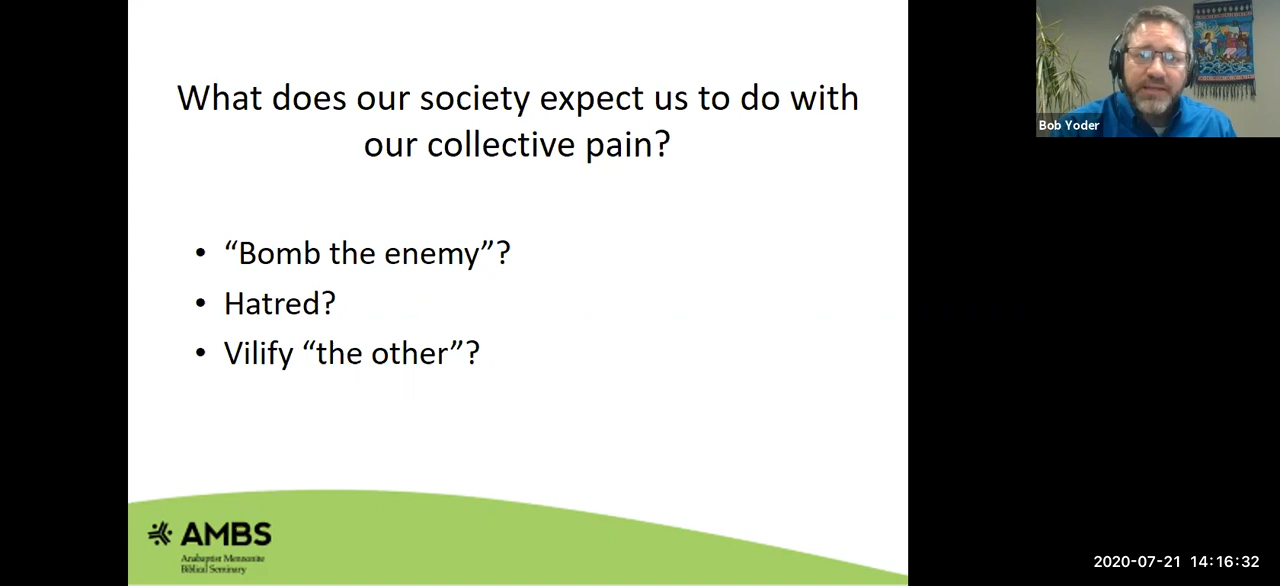 What does our society expect us to do with
our collective pain?
• “Bomb the enemy”?
• Hatred?
• Vilify “the other”?
AMBS
Anabaptist Mennonite
Biblical Seminary
Bob Yoder
2020-07-21 14:16:32